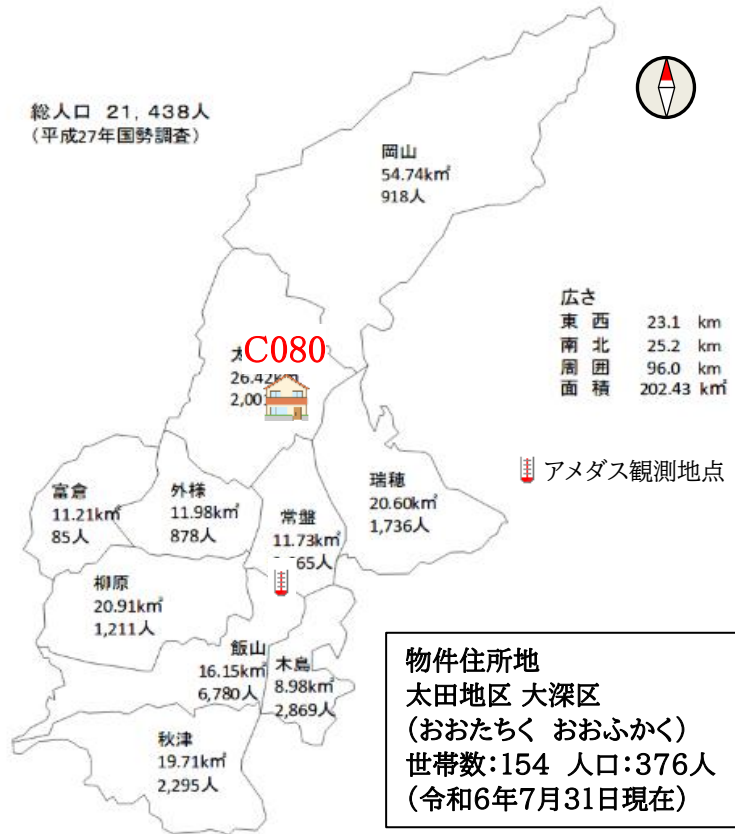 総人口 21,438人
(平成27年国勢調査)
岡山
54.74k㎡
918人
広さ
東西 23.1 km
南北 25.2 km
周囲 96.0 km
面積 202.43 k㎡
C080
26.42k㎡
2,00
アメダス観測地点
富倉
11.21k㎡
85人
外様
11.98k㎡
878人
常盤
11.73k㎡
65人
瑞穂
20.60k㎡
1,736人
柳原
20.91k㎡
1,211人
飯山
16.15k㎡
6,780人
木島
8.98k㎡
2,869人
秋津
19.71k㎡
2,295人
物件住所地
太田地区 大深区
(おおたちく おおふかく)
世帯数:154 人口:376人
(令和6年7月31日現在)